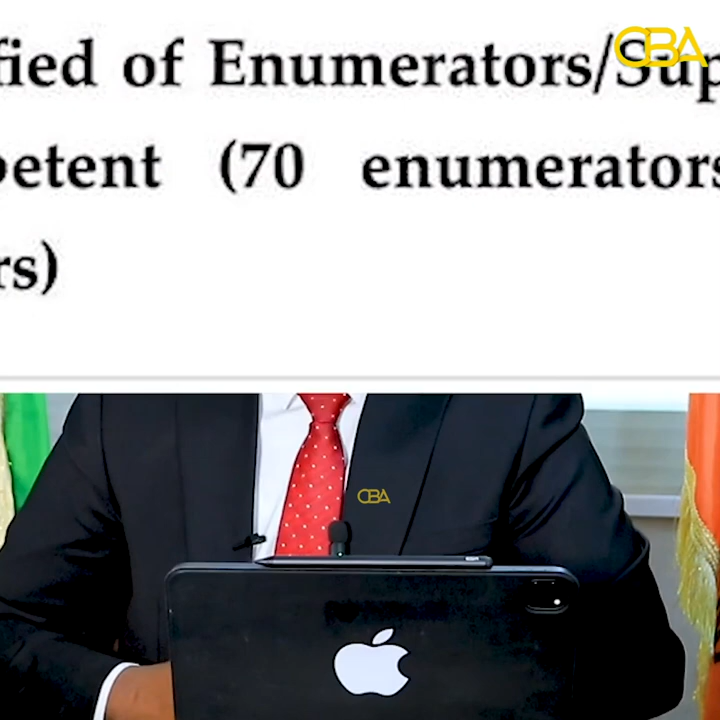 fied of Enumerators/Sup
petent (70 enumerators
rs)
CBA
CBA